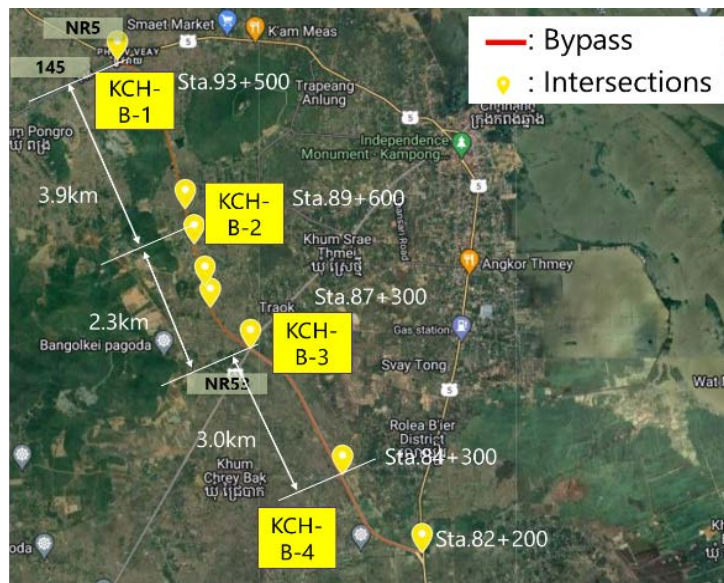 NR5
Smaet Market
K'am Meas
5
: Bypass
: Intersections
145
KCH-
B-1
Sta.93+500
Trapeang
Anlung
5
ក្រុងកំពង់ឆ្នាំង
Independence
Monument - Kampong...
5
3.9km
KCH-
B-2
Sta.89+600
Khum Srae
Thmei
ឃុំ ស្រែថ្មី
Angkor Thmey
2.3km
Sta.87+300
Traok
Gas station
Bangolkei pagoda
KCH-
B-3
Svay Tong
5
3.0km
Rolea B'ier
District
Sta.84+300
Khum
Chrey Bak
ឃុំ ជ្រៃបាក់
KCH-
B-4
Sta.82+200